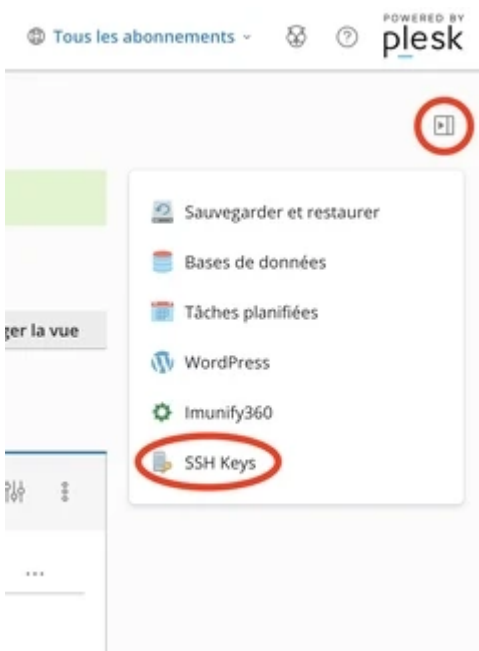 POWERED BY
Tous les abonnements
plesk
Sauvegarder et restaurer
Bases de données
Tâches planifiées
ger la vue
WordPress
Imunify360
SSH Keys